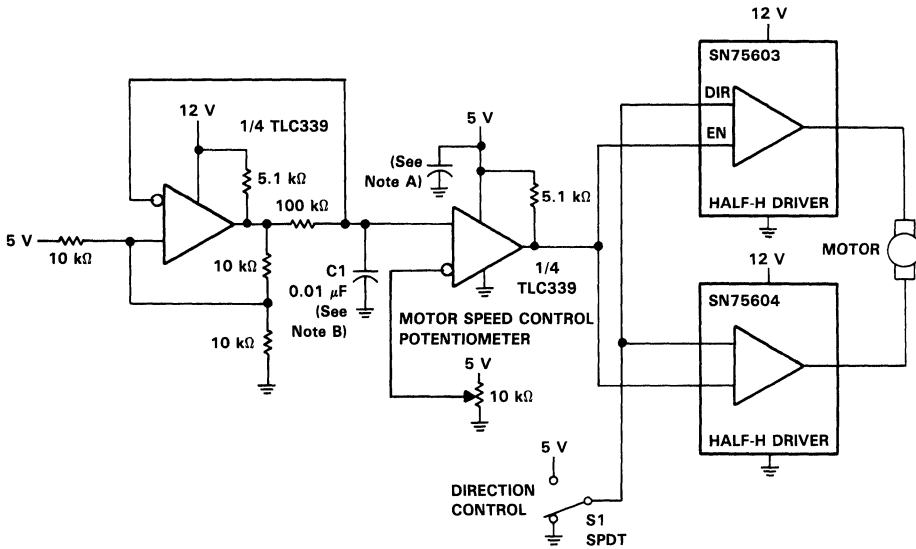 12 V
SN75603
DIR
EN
HALF-H DRIVER
12 V
1/4 TLC339
5.1 kΩ
100 kΩ
5 V
10 kΩ
10 kΩ
10 kΩ
C1
0.01 μF
(See
Note B)
5 V
(See
Note A)
5.1 kΩ
1/4
TLC339
MOTOR SPEED CONTROL
POTENTIOMETER
5 V
10 kΩ
MOTOR
12 V
SN75604
HALF-H DRIVER
5 V
DIRECTION
CONTROL
S1
SPDT